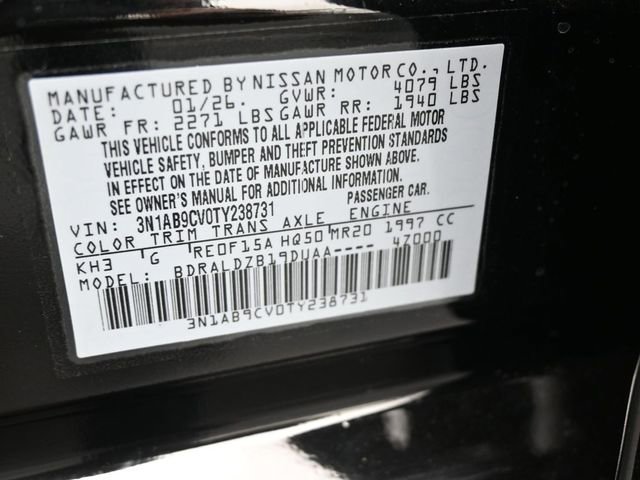 MANUFACTURED BY NISSAN MOTOR CO., LTD.
DATE: 01/26. GVWR: 4079 LBS
GAWR FR: 2271 LBS GAWR RR: 1940 LBS
THIS VEHICLE CONFORMS TO ALL APPLICABLE FEDERAL MOTOR
VEHICLE SAFETY, BUMPER AND THEFT PREVENTION STANDARDS
IN EFFECT ON THE DATE OF MANUFACTURE SHOWN ABOVE.
SEE OWNER'S MANUAL FOR ADDITIONAL INFORMATION.
VIN: 3N1AB9CV0TY238731 PASSENGER CAR.
COLOR TRIM TRANS AXLE ENGINE
KH3 G RE0F15A HQ50 MR20 1997 CC
MODEL: BDRALDZB19DUAA---- 47000
3N1AB9CV0TY238731